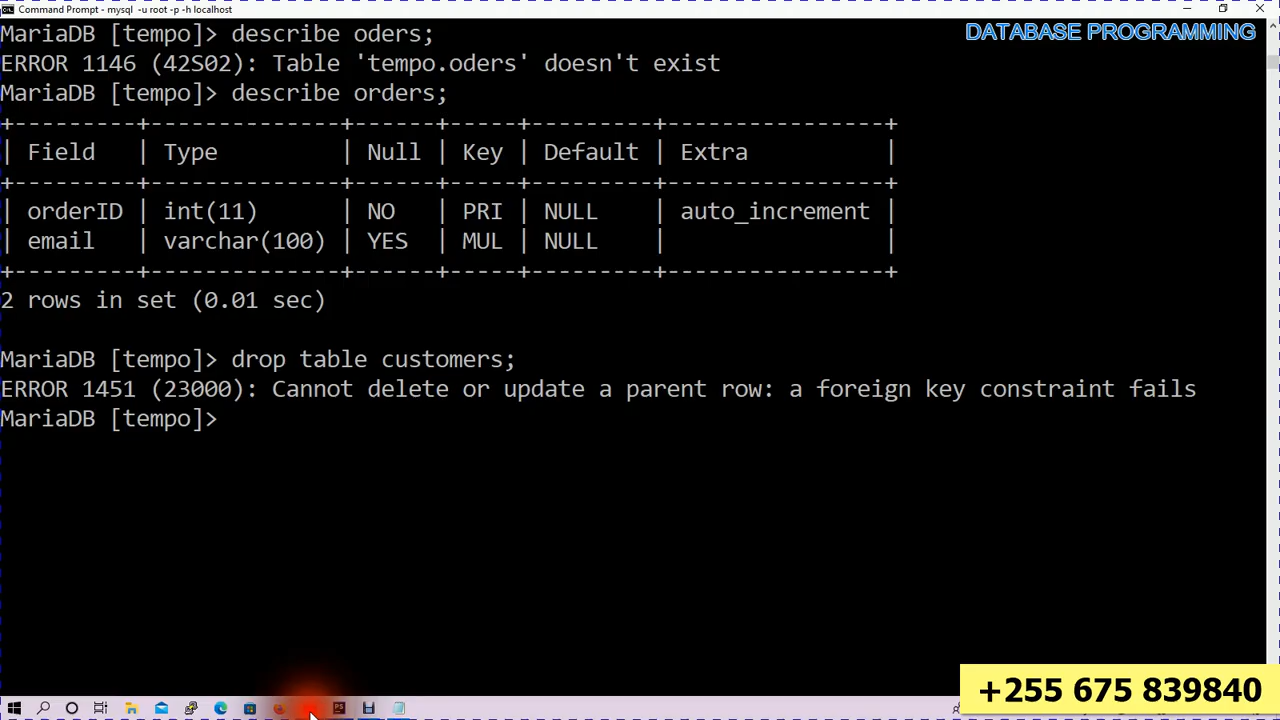 Command Prompt - mysql -u root -p -h localhost
DATABASE PROGRAMMING
MariaDB [tempo]> describe oders;
ERROR 1146 (42S02): Table 'tempo.oders' doesn't exist
MariaDB [tempo]> describe orders;
+---------+--------------+------+-----+---------+----------------+
| Field   | Type         | Null | Key | Default | Extra          |
+---------+--------------+------+-----+---------+----------------+
| orderID | int(11)      | NO   | PRI | NULL    | auto_increment |
| email   | varchar(100) | YES  | MUL | NULL    |                |
+---------+--------------+------+-----+---------+----------------+
2 rows in set (0.01 sec)
MariaDB [tempo]> drop table customers;
ERROR 1451 (23000): Cannot delete or update a parent row: a foreign key constraint fails
MariaDB [tempo]>
+255 675 839840